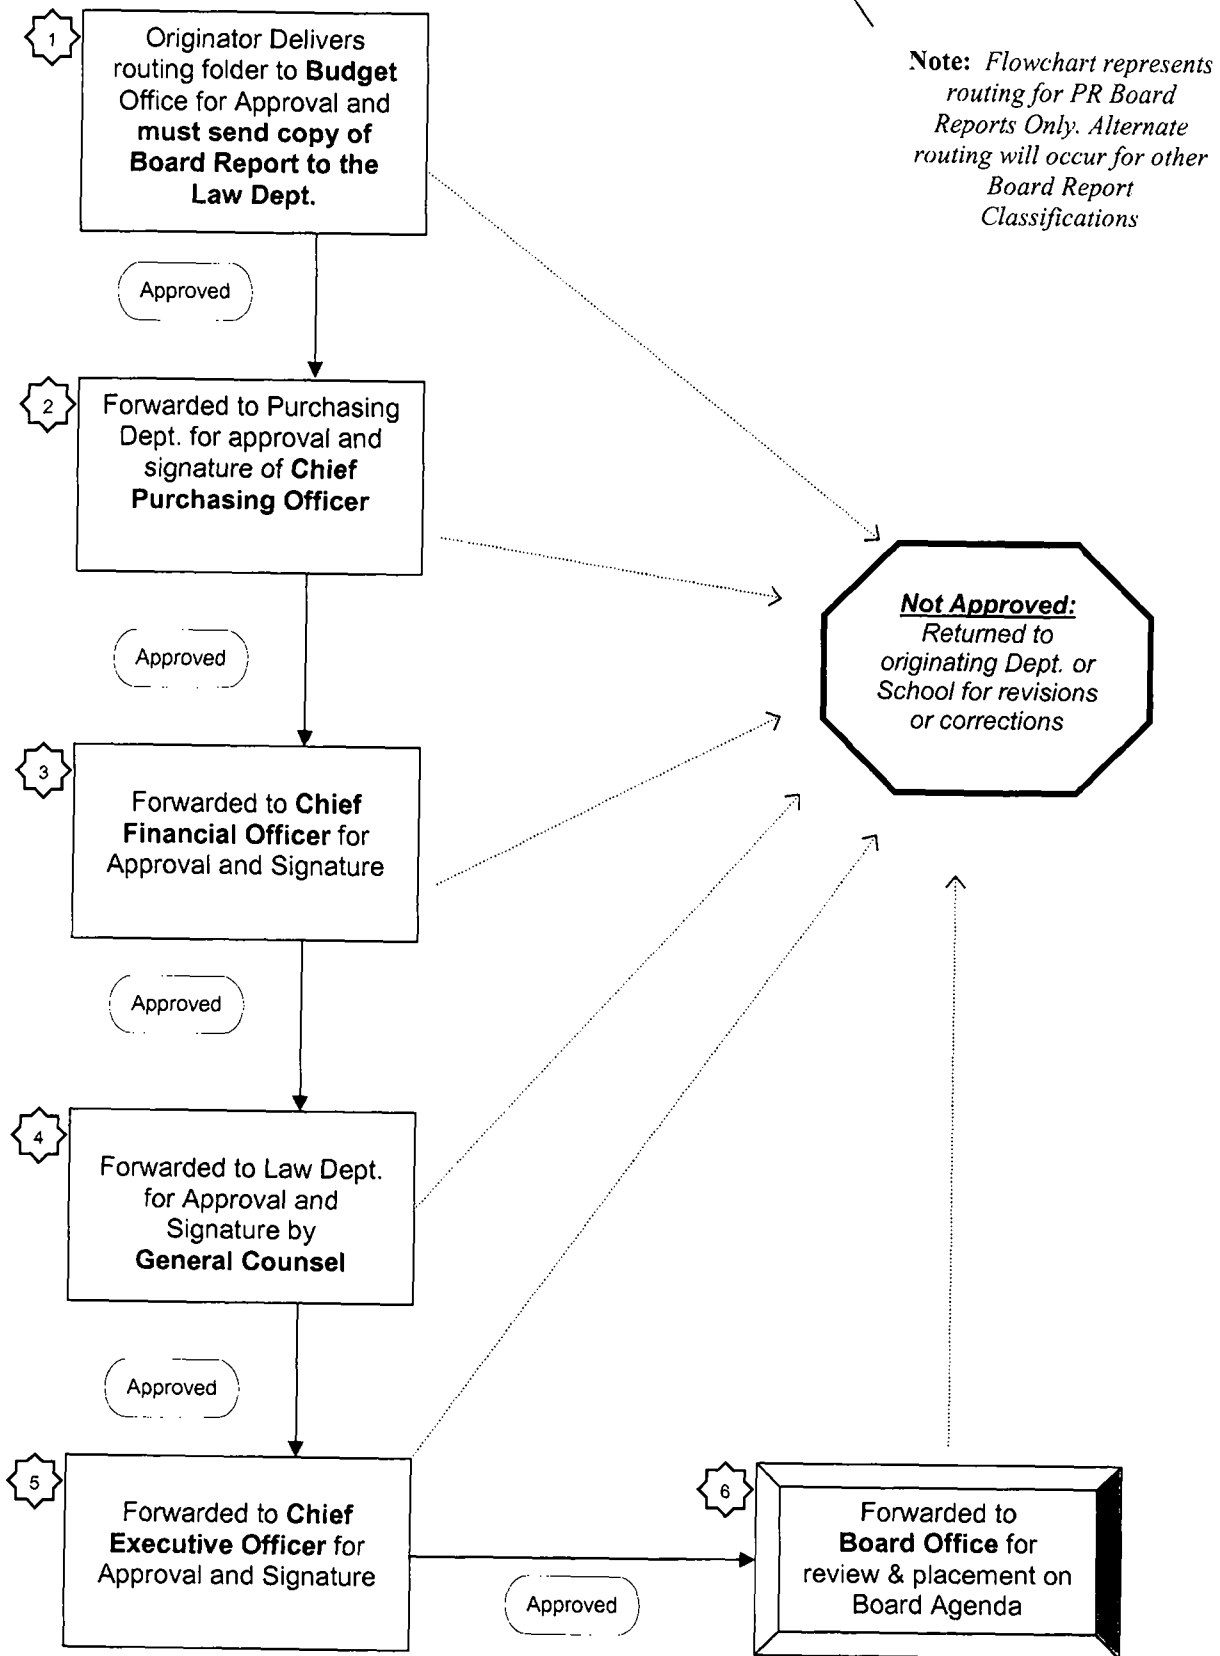 1
Originator Delivers
routing folder to Budget
Office for Approval and
must send copy of
Board Report to the
Law Dept.
Note: Flowchart represents
routing for PR Board
Reports Only. Alternate
routing will occur for other
Board Report
Classifications
Approved
2
Forwarded to Purchasing
Dept. for approval and
signature of Chief
Purchasing Officer
Not Approved:
Returned to
originating Dept. or
School for revisions
or corrections
Approved
3
Forwarded to Chief
Financial Officer for
Approval and Signature
Approved
4
Forwarded to Law Dept.
for Approval and
Signature by
General Counsel
Approved
5
Forwarded to Chief
Executive Officer for
Approval and Signature
Approved
6
Forwarded to
Board Office for
review & placement on
Board Agenda